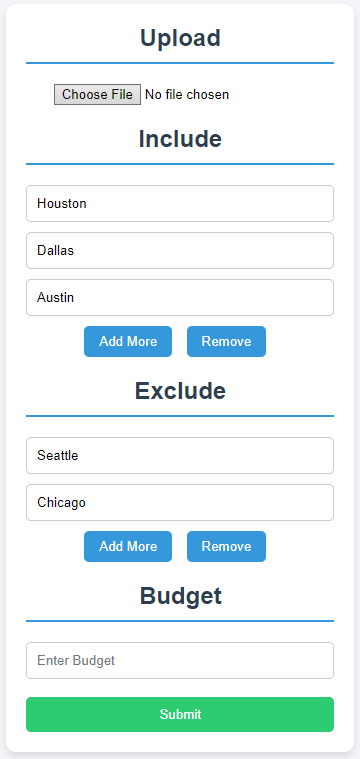 Upload
Choose File No file chosen
Include
Houston
Dallas
Austin
Add More Remove
Exclude
Seattle
Chicago
Add More Remove
Budget
Enter Budget
Submit